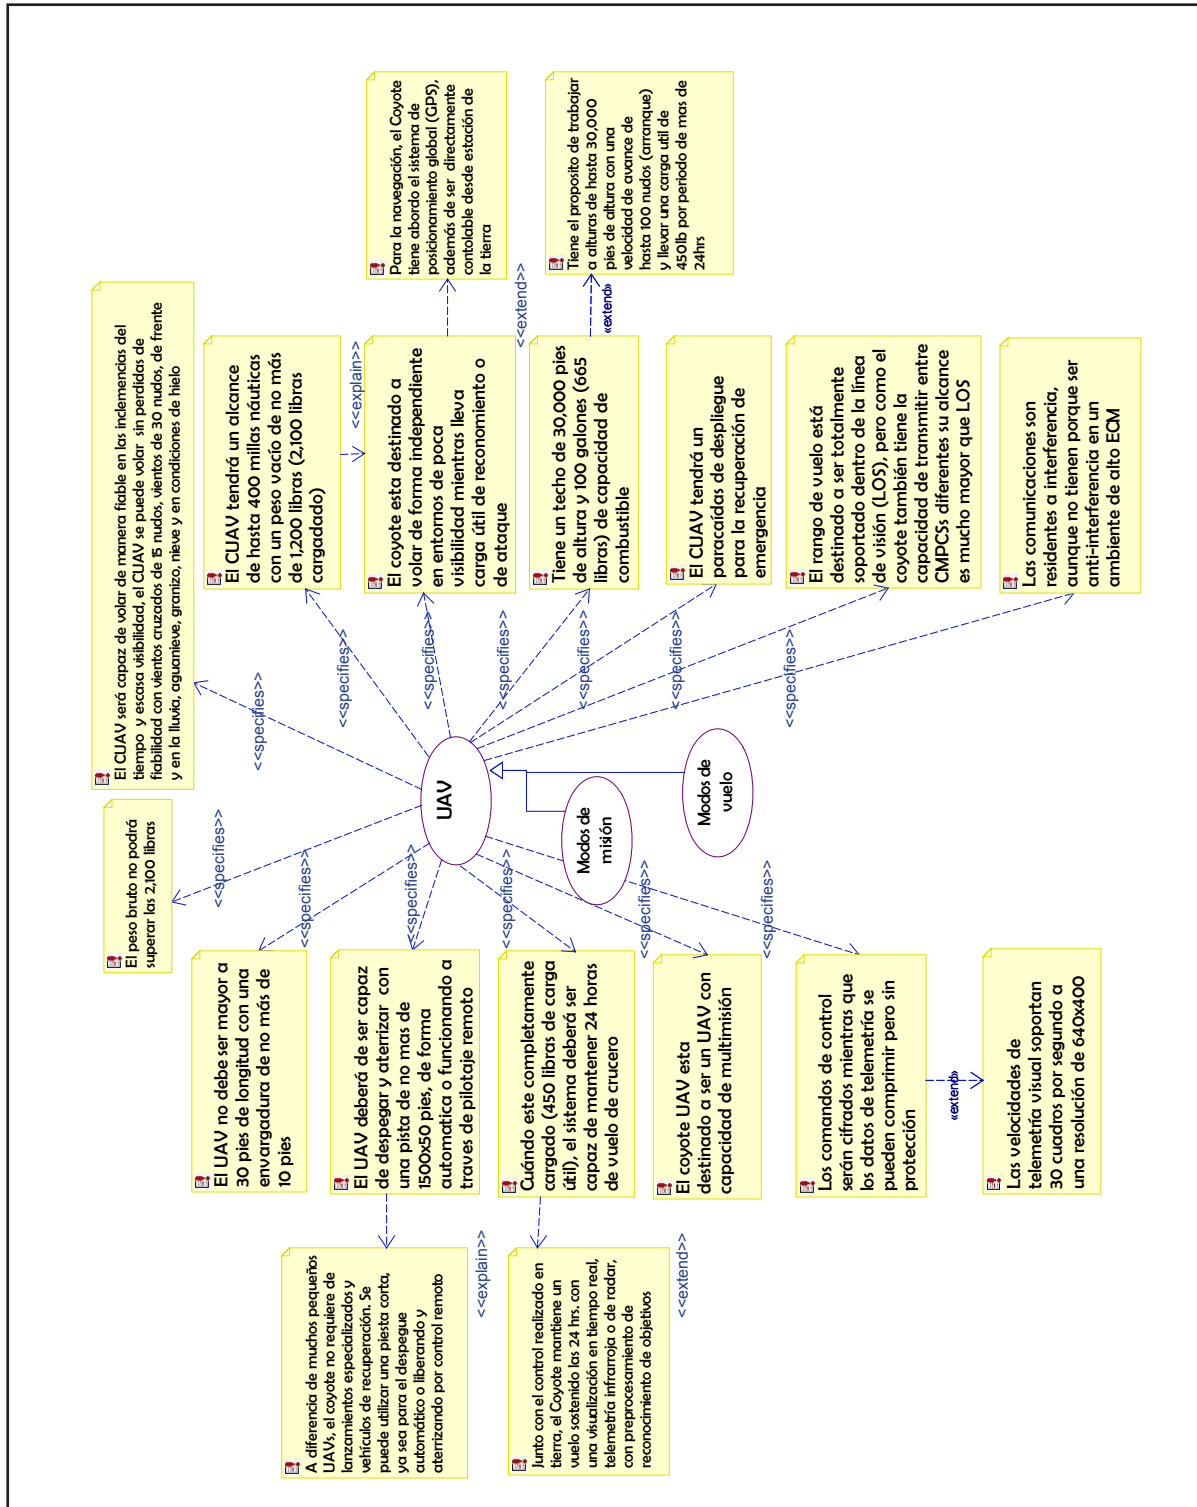 A diferencia de muchos pequeños
UAVs, el coyote no requiere de
lanzamientos especializados y
vehículos de recuperación. Se
puede utilizar una piesta corta,
ya sea para el despegue
automático o liberando y
aterrizando por control remoto
<<explain>>
Junto con el control realizado en
tierra, el Coyote mantiene un
vuelo sostenido las 24 hrs. con
una visualización en tiempo real,
telemetría infrarroja o de radar,
con preprocesamiento de
reconocimiento de objetivos
<<extend>>
El peso bruto no podrá
superar las 2,100 libras
<<specifies>>
El UAV no debe ser mayor a
30 pies de longitud con una
envargadura de no más de
10 pies
<<specifies>>
El UAV deberá de ser capaz
de despegar y aterrizar con
una pista de no mas de
1500x50 pies, de forma
automatica o funcionando a
traves de pilotaje remoto
<<specifies>>
Cuándo este completamente
cargado (450 libras de carga
útil), el sistema deberá ser
capaz de mantener 24 horas
de vuelo de crucero
<<specifies>>
El coyote UAV esta
destinado a ser un UAV con
capacidad de multimisión
<<specifies>>
Los comandos de control
serán cifrados mientras que
los datos de telemetría se
pueden comprimir pero sin
protección
«extend»
Las velocidades de
telemetría visual soportan
30 cuadros por segundo a
una resolución de 640x400
UAV
Modos de
misión
Modos de
vuelo
El CUAV será capaz de volar de manera fiable en las indemencias del
tiempo y escasa visibilidad, el CUAV se puede volar sin perdidas de
fiabilidad con vientos cruzados de 15 nudos, vientos de 30 nudos, de frente
y en la lluvia, aguanieve, granizo, nieve y en condiciones de hielo
<<specifies>>
El CUAV tendrá un alcance
de hasta 400 millas náuticas
con un peso vacío de no más
de 1,200 libras (2,100 libras
cargadado)
<<specifies>>
<<explain>>
El coyote esta destinado a
volar de forma independiente
en entornos de poca
visibilidad mientras lleva
carga útil de reconomiento o
de ataque
<<specifies>>
Para la navegación, el Coyote
tiene abordo el sistema de
posicionamiento global (GPS),
además de ser directamente
contolable desde estación de
la tierra
<<extend>>
Tiene un techo de 30,000 pies
de altura y 100 galones (665
libras) de capacidad de
combustible
<<specifies>>
«extend»
Tiene el proposito de trabajar
a alturas de hasta 30,000
pies de altura con una
velocidad de avance de
hasta 100 nudos (arranque)
y llevar una carga util de
450lb por periodo de mas de
24hrs
El CUAV tendrá un
paracaídas de despliegue
para la recuperación de
emergencia
<<specifies>>
El rango de vuelo está
destinado a ser totalmente
soportado dentro de la línea
de visión (LOS), pero como el
coyote también tiene la
capacidad de transmitir entre
CMPCSs diferentes su alcance
es mucho mayor que LOS
<<specifies>>
Las comunicaciones son
residentes a interferencia,
aunque no tienen porque ser
anti-interferencia en un
ambiente de alto ECM